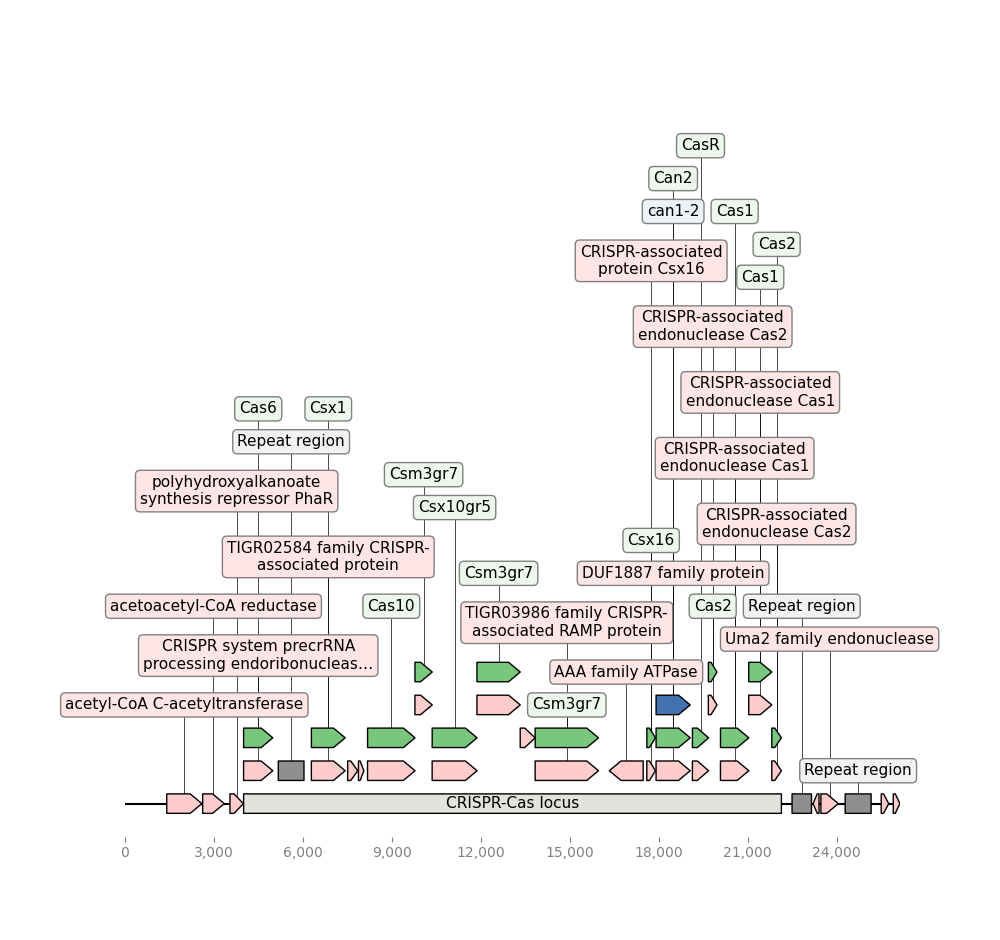 CasR
Can2
can1-2
Cas1
Cas2
CRISPR-associated
protein Csx16
Cas1
CRISPR-associated
endonuclease Cas2
CRISPR-associated
endonuclease Cas1
Cas6
Csx1
Repeat region
CRISPR-associated
endonuclease Cas1
Csm3gr7
polyhydroxyalkanoate
synthesis repressor PhaR
Csx10gr5
CRISPR-associated
endonuclease Cas2
Csx16
TIGR02584 family CRISPR-
associated protein
Csm3gr7
DUF1887 family protein
acetoacetyl-CoA reductase
Cas10
Cas2
Repeat region
TIGR03986 family CRISPR-
associated RAMP protein
Uma2 family endonuclease
CRISPR system precrRNA
processing endoribonucleas...
AAA family ATPase
acetyl-CoA C-acetyltransferase
Csm3gr7
Repeat region
CRISPR-Cas locus
0
3,000
6,000
9,000
12,000
15,000
18,000
21,000
24,000